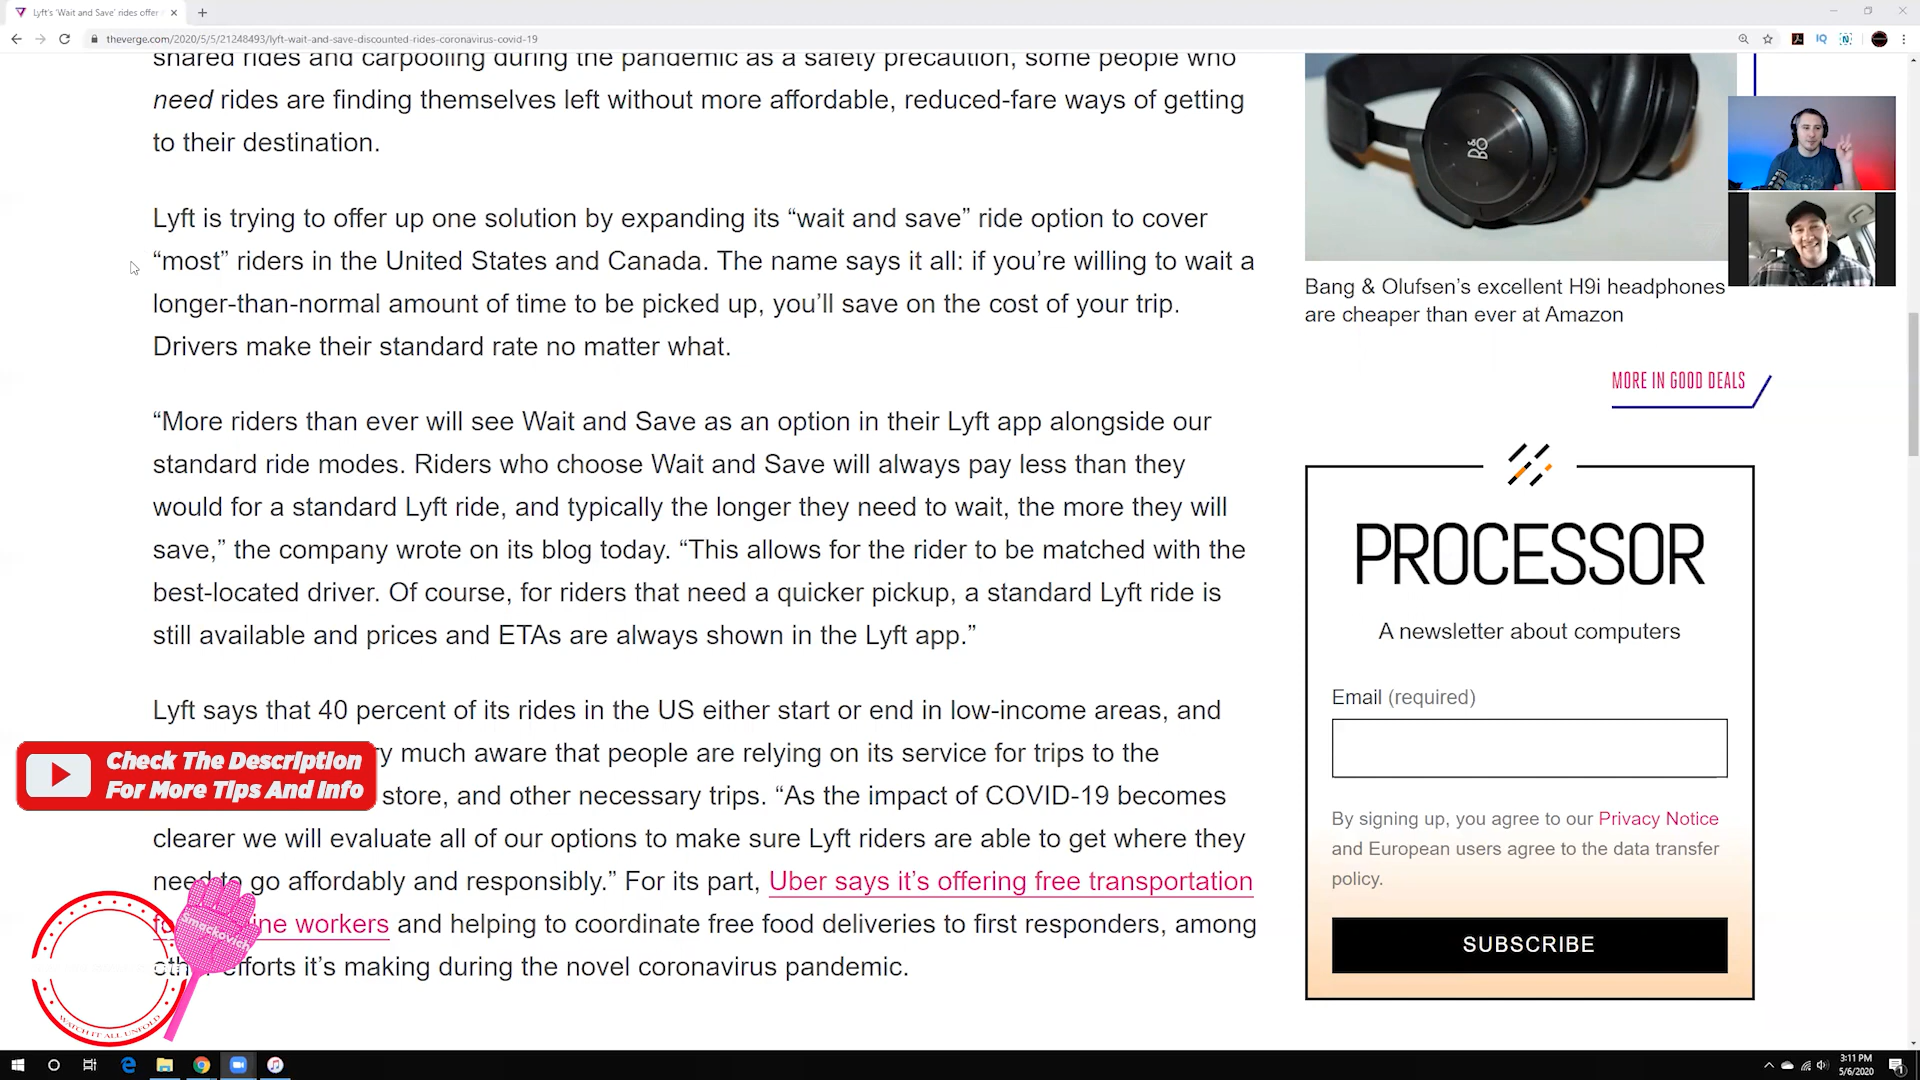 Lyft's 'Wait and Save' rides offer
theverge.com/2020/5/5/21248493/lyft-wait-and-save-discounted-rides-coronavirus-covid-19
shared rides and carpooling during the pandemic as a safety precaution, some people who
need rides are finding themselves left without more affordable, reduced-fare ways of getting
to their destination.
Lyft is trying to offer up one solution by expanding its “wait and save” ride option to cover
“most” riders in the United States and Canada. The name says it all: if you’re willing to wait a
longer-than-normal amount of time to be picked up, you’ll save on the cost of your trip.
Drivers make their standard rate no matter what.
“More riders than ever will see Wait and Save as an option in their Lyft app alongside our
standard ride modes. Riders who choose Wait and Save will always pay less than they
would for a standard Lyft ride, and typically the longer they need to wait, the more they will
save,” the company wrote on its blog today. “This allows for the rider to be matched with the
best-located driver. Of course, for riders that need a quicker pickup, a standard Lyft ride is
still available and prices and ETAs are always shown in the Lyft app.”
Lyft says that 40 percent of its rides in the US either start or end in low-income areas, and
much aware that people are relying on its service for trips to the
store, and other necessary trips. “As the impact of COVID-19 becomes
clearer we will evaluate all of our options to make sure Lyft riders are able to get where they
need to go affordably and responsibly.” For its part, Uber says it’s offering free transportation
workers and helping to coordinate free food deliveries to first responders, among
efforts it’s making during the novel coronavirus pandemic.
Check The Description
For More Tips And Info
Smackovich
WATCH IT ALL UNFOLD
B&O
Bang & Olufsen’s excellent H9i headphones
are cheaper than ever at Amazon
MORE IN GOOD DEALS
PROCESSOR
A newsletter about computers
Email (required)
By signing up, you agree to our Privacy Notice
and European users agree to the data transfer
policy.
SUBSCRIBE
3:11 PM
5/6/2020